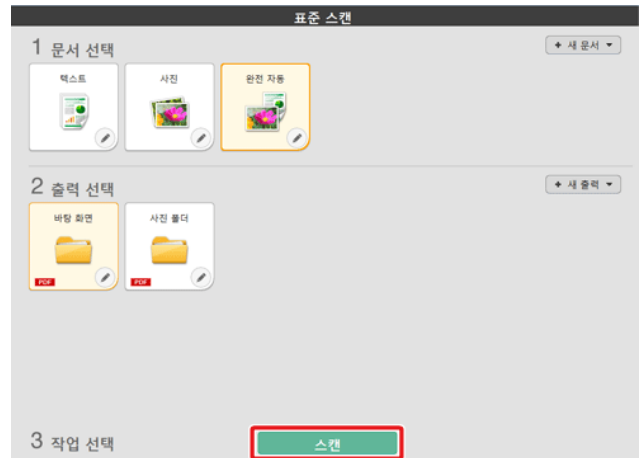 표준 스캔
1 문서 선택
+ 새 문서
텍스트
사진
완전 자동
2 출력 선택
+ 새 출력
바탕 화면
사진 폴더
PDF
PDF
3 작업 선택
스캔